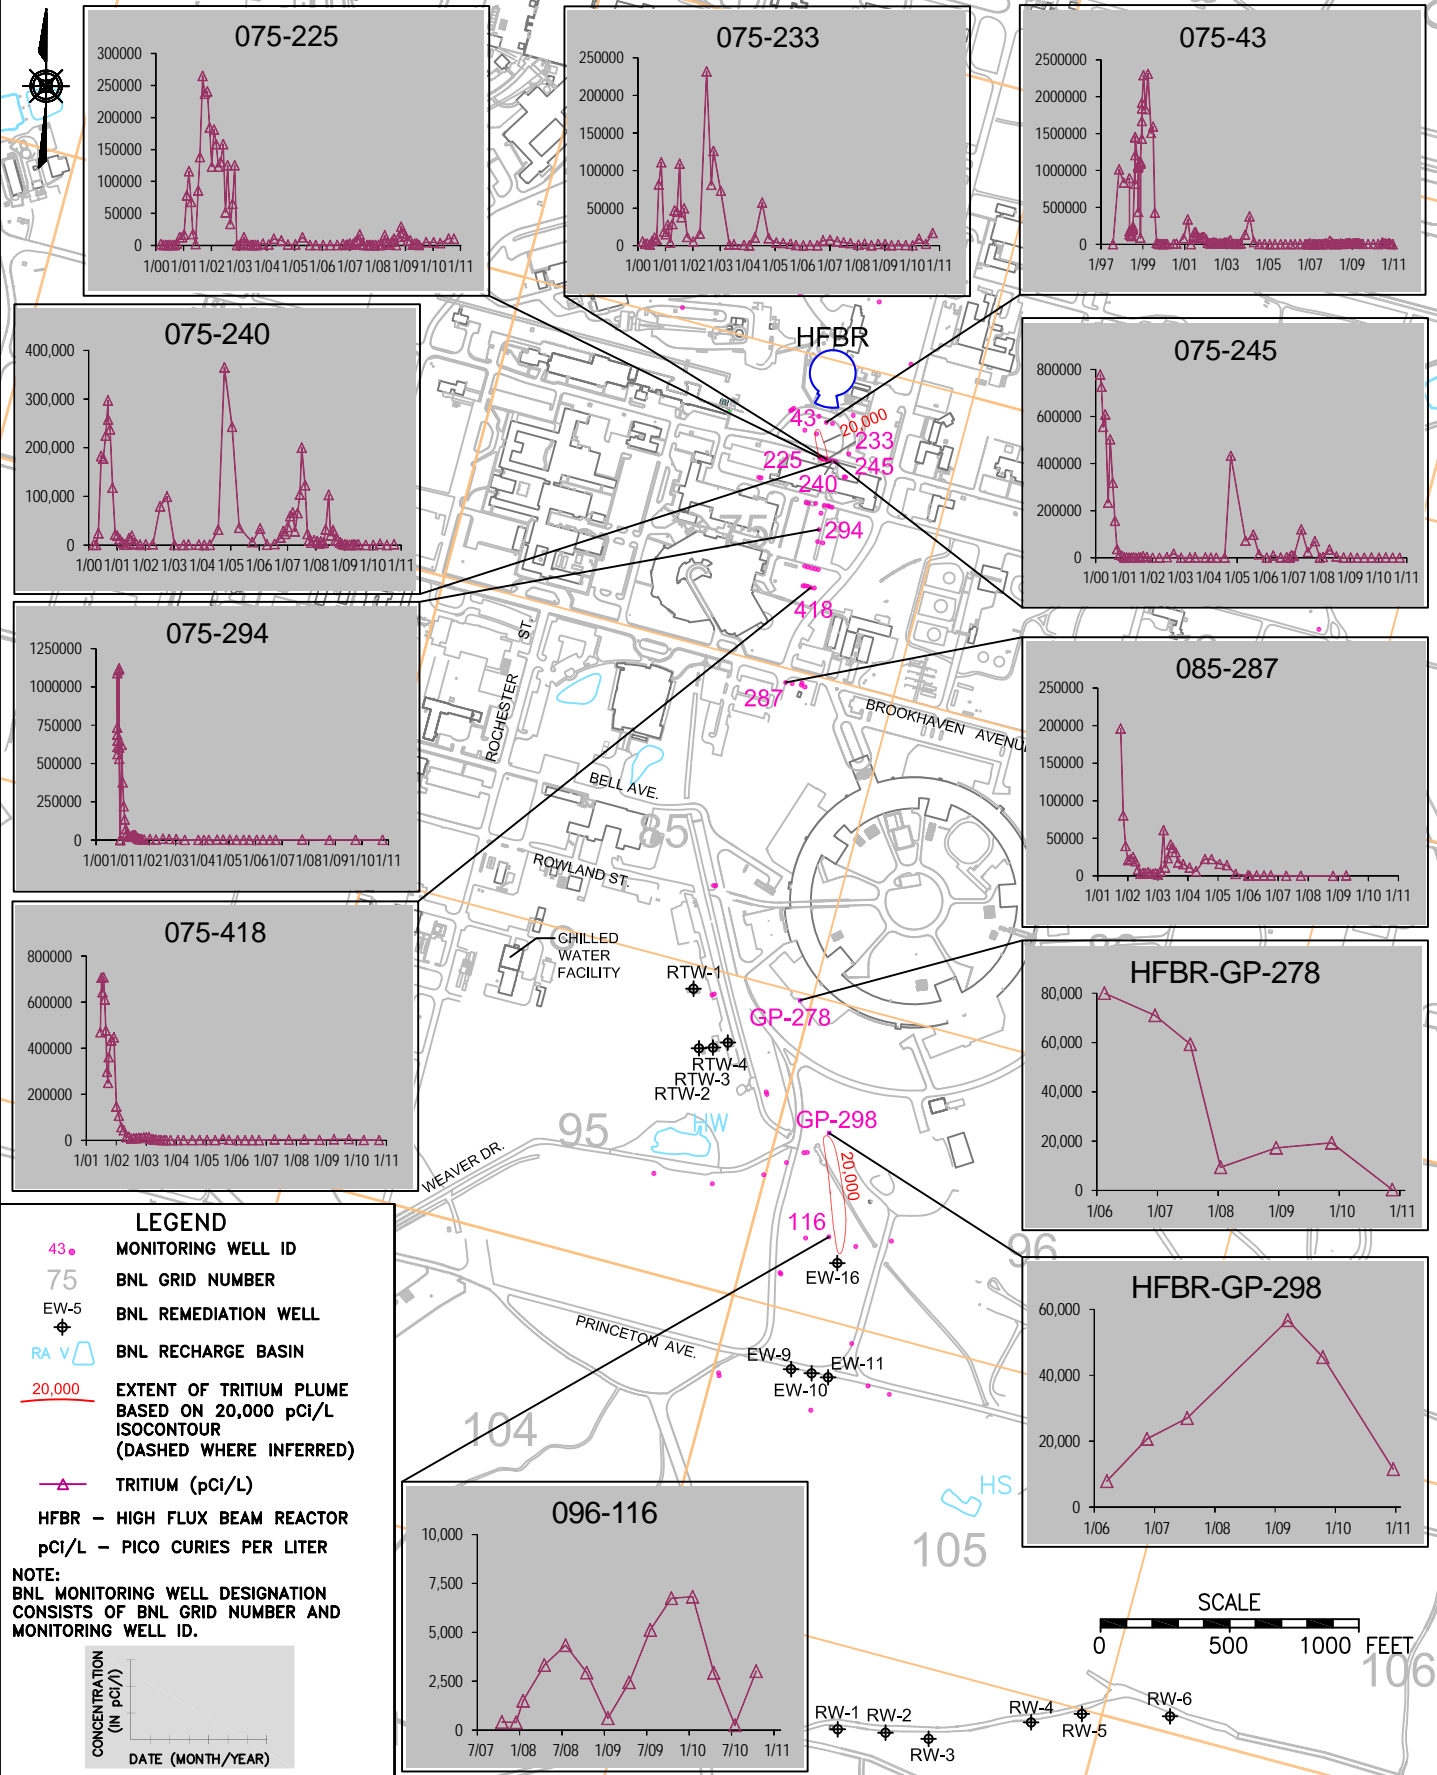 075-225
300000
250000
200000
150000
100000
50000
0
1/00 1/01 1/02 1/03 1/04 1/05 1/06 1/07 1/08 1/09 1/10 1/11
075-233
250000
200000
150000
100000
50000
0
1/00 1/01 1/02 1/03 1/04 1/05 1/06 1/07 1/08 1/09 1/10 1/11
075-43
2500000
2000000
1500000
1000000
500000
0
1/97 1/99 1/01 1/03 1/05 1/07 1/09 1/11
075-240
400,000
300,000
200,000
100,000
0
1/00 1/01 1/02 1/03 1/04 1/05 1/06 1/07 1/08 1/09 1/10 1/11
075-245
800000
600000
400000
200000
0
1/00 1/01 1/02 1/03 1/04 1/05 1/06 1/07 1/08 1/09 1/10 1/11
HFBR
43
20,000
233
225
245
240
75
294
418
075-294
1250000
1000000
750000
500000
250000
0
1/00 1/01 1/02 1/03 1/04 1/05 1/06 1/07 1/08 1/09 1/10 1/11
ROCHESTER ST.
287
BROOKHAVEN AVENU
085-287
250000
200000
150000
100000
50000
0
1/01 1/02 1/03 1/04 1/05 1/06 1/07 1/08 1/09 1/10 1/11
BELL AVE.
85
ROWLAND ST.
075-418
800000
600000
400000
200000
0
1/01 1/02 1/03 1/04 1/05 1/06 1/07 1/08 1/09 1/10 1/11
CHILLED
WATER
FACILITY
RTW-1
GP-278
RTW-4
RTW-3
RTW-2
HFBR-GP-278
80,000
60,000
40,000
20,000
0
1/06 1/07 1/08 1/09 1/10 1/11
95
HW
GP-298
20,000
WEAVER DR.
116
96
EW-16
HFBR-GP-298
60,000
40,000
20,000
0
1/06 1/07 1/08 1/09 1/10 1/11
PRINCETON AVE.
EW-9
EW-11
EW-10
104
HS
105
LEGEND
43 MONITORING WELL ID
75 BNL GRID NUMBER
EW-5 BNL REMEDIATION WELL
RA V BNL RECHARGE BASIN
20,000 EXTENT OF TRITIUM PLUME
BASED ON 20,000 pCi/L
ISOCONTOUR
(DASHED WHERE INFERRED)
TRITIUM (pCi/L)
HFBR - HIGH FLUX BEAM REACTOR
pCi/L - PICO CURIES PER LITER
NOTE:
BNL MONITORING WELL DESIGNATION
CONSISTS OF BNL GRID NUMBER AND
MONITORING WELL ID.
CONCENTRATION
(IN pCi/l)
DATE (MONTH/YEAR)
096-116
10,000
7,500
5,000
2,500
0
7/07 1/08 7/08 1/09 7/09 1/10 7/10 1/11
SCALE
0 500 1000 FEET
106
RW-1
RW-2
RW-3
RW-4
RW-5
RW-6